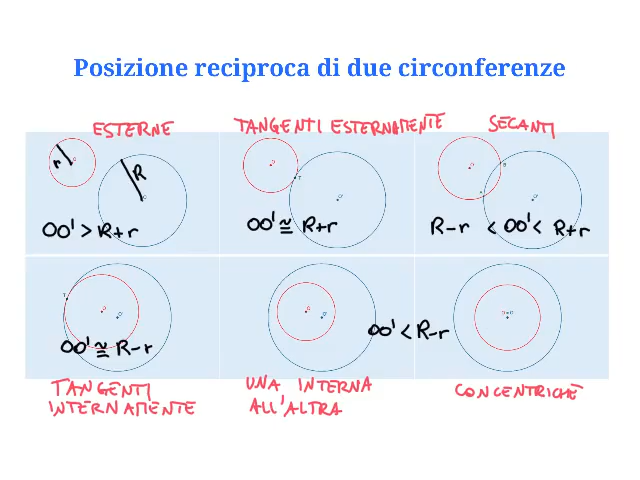 Posizione reciproca di due circonferenze
ESTERNE
TANGENTI ESTERNAMENTE
SECANTI
r
R
OO' > R+r
OO' ≅ R+r
R-r < OO' < R+r
OO' ≅ R-r
OO' < R-r
TANGENTI
INTERNAMENTE
UNA INTERNA
ALL'ALTRA
CONCENTRICHE